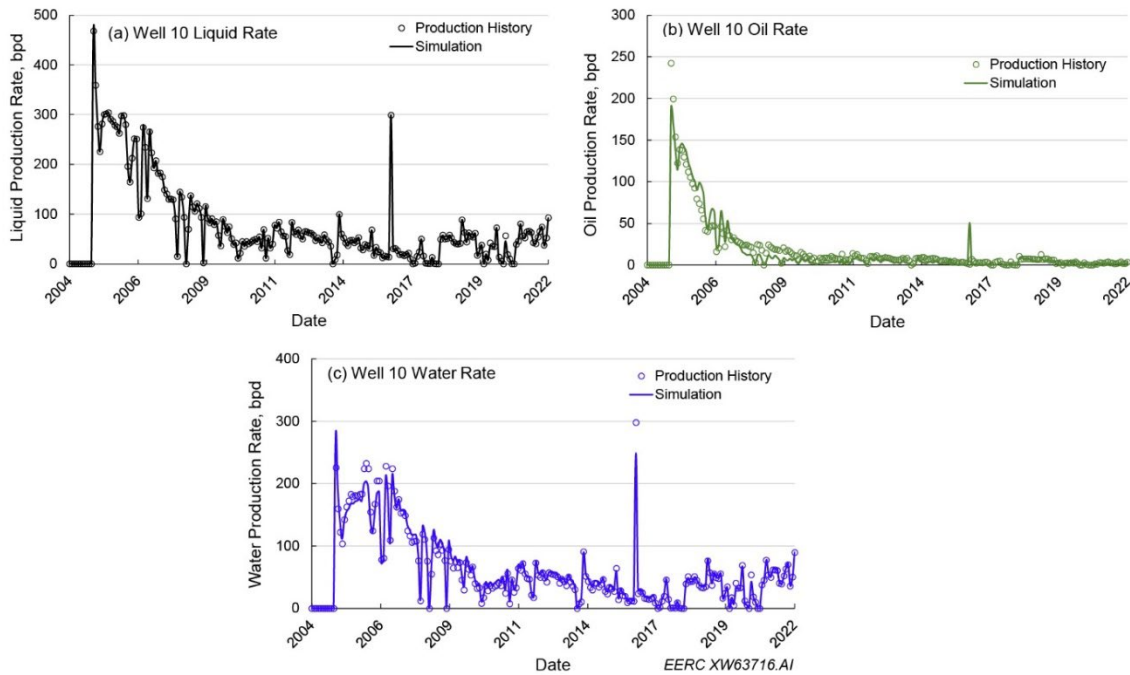 500
400
300
200
100
0
Liquid Production Rate, bpd
(a) Well 10 Liquid Rate
Production History
Simulation
2004
2006
2009
2011
2014
2017
2019
2022
Date
300
250
200
150
100
50
0
Oil Production Rate, bpd
(b) Well 10 Oil Rate
Production History
Simulation
2004
2006
2009
2011
2014
2017
2019
2022
Date
400
300
200
100
0
Water Production Rate, bpd
(c) Well 10 Water Rate
Production History
Simulation
2004
2006
2009
2011
2014
2017
2019
2022
Date
EERC XW63716.AI